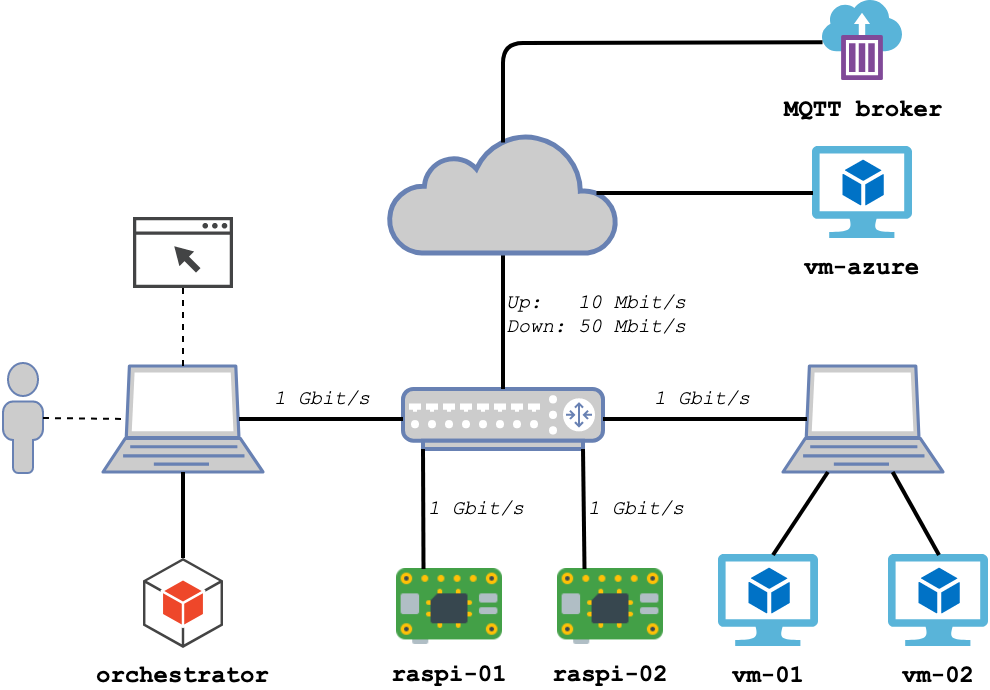 MQTT broker
vm-azure
Up: 10 Mbit/s
Down: 50 Mbit/s
1 Gbit/s
1 Gbit/s
1 Gbit/s
1 Gbit/s
orchestrator
raspi-01
raspi-02
vm-01
vm-02